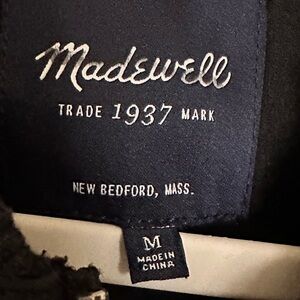 Madewell
TRADE 1937 MARK
NEW BEDFORD, MASS.
M
MADE IN
CHINA